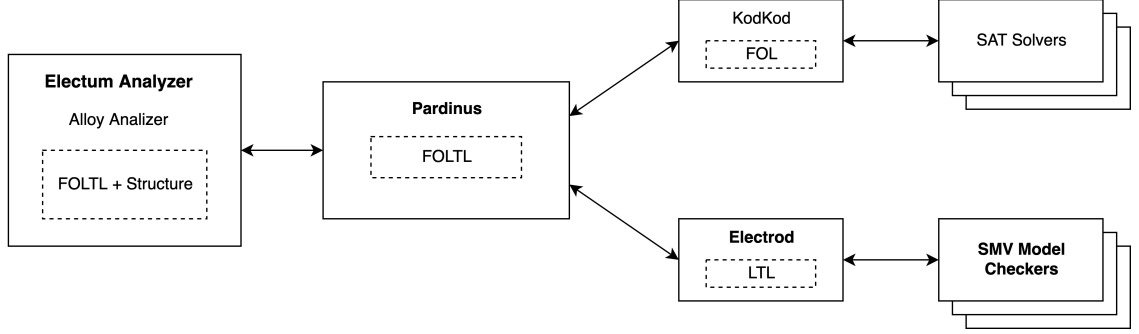 Electum Analyzer
Alloy Analizer
FOLTL + Structure
Pardinus
FOLTL
KodKod
FOL
SAT Solvers
Electrod
LTL
SMV Model
Checkers